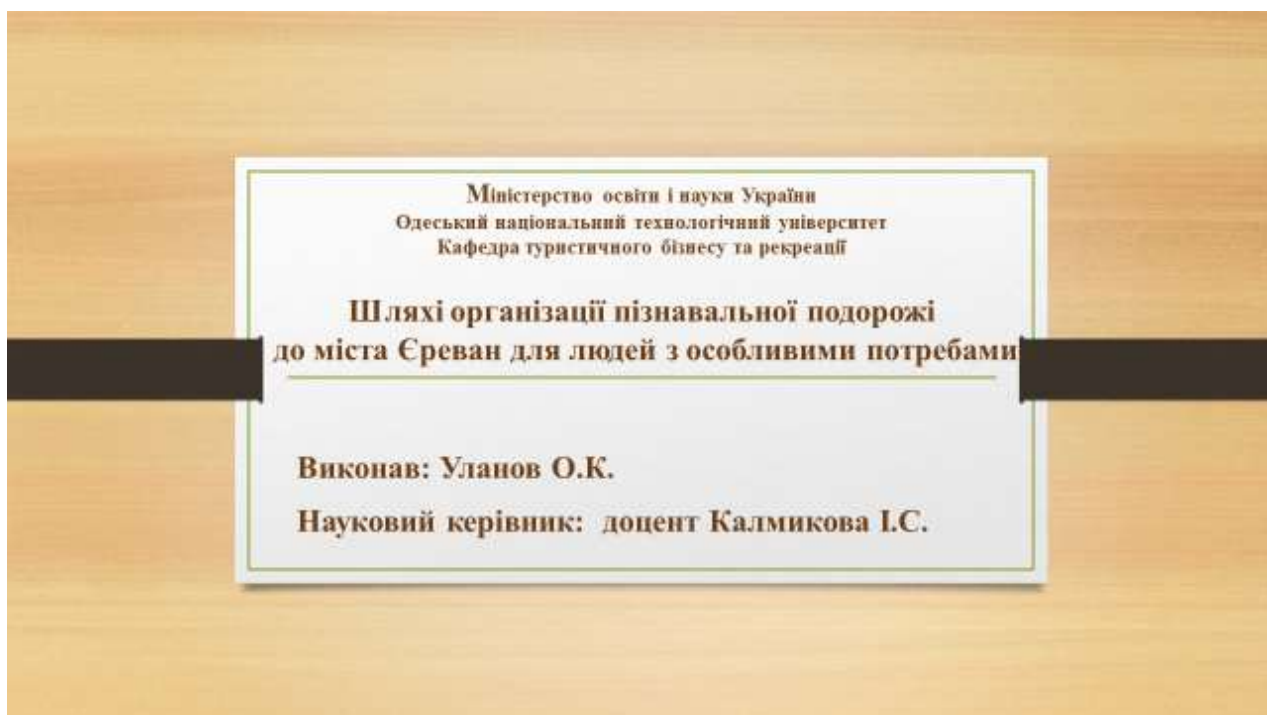 Міністерство освіти і науки України
Одеський національний технологічний університет
Кафедра туристичного бізнесу та рекреації
Шляхі організації пізнавальної подорожі
до міста Єреван для людей з особливими потребами
Виконав: Уланов О.К.
Науковий керівник: доцент Калмикова І.С.